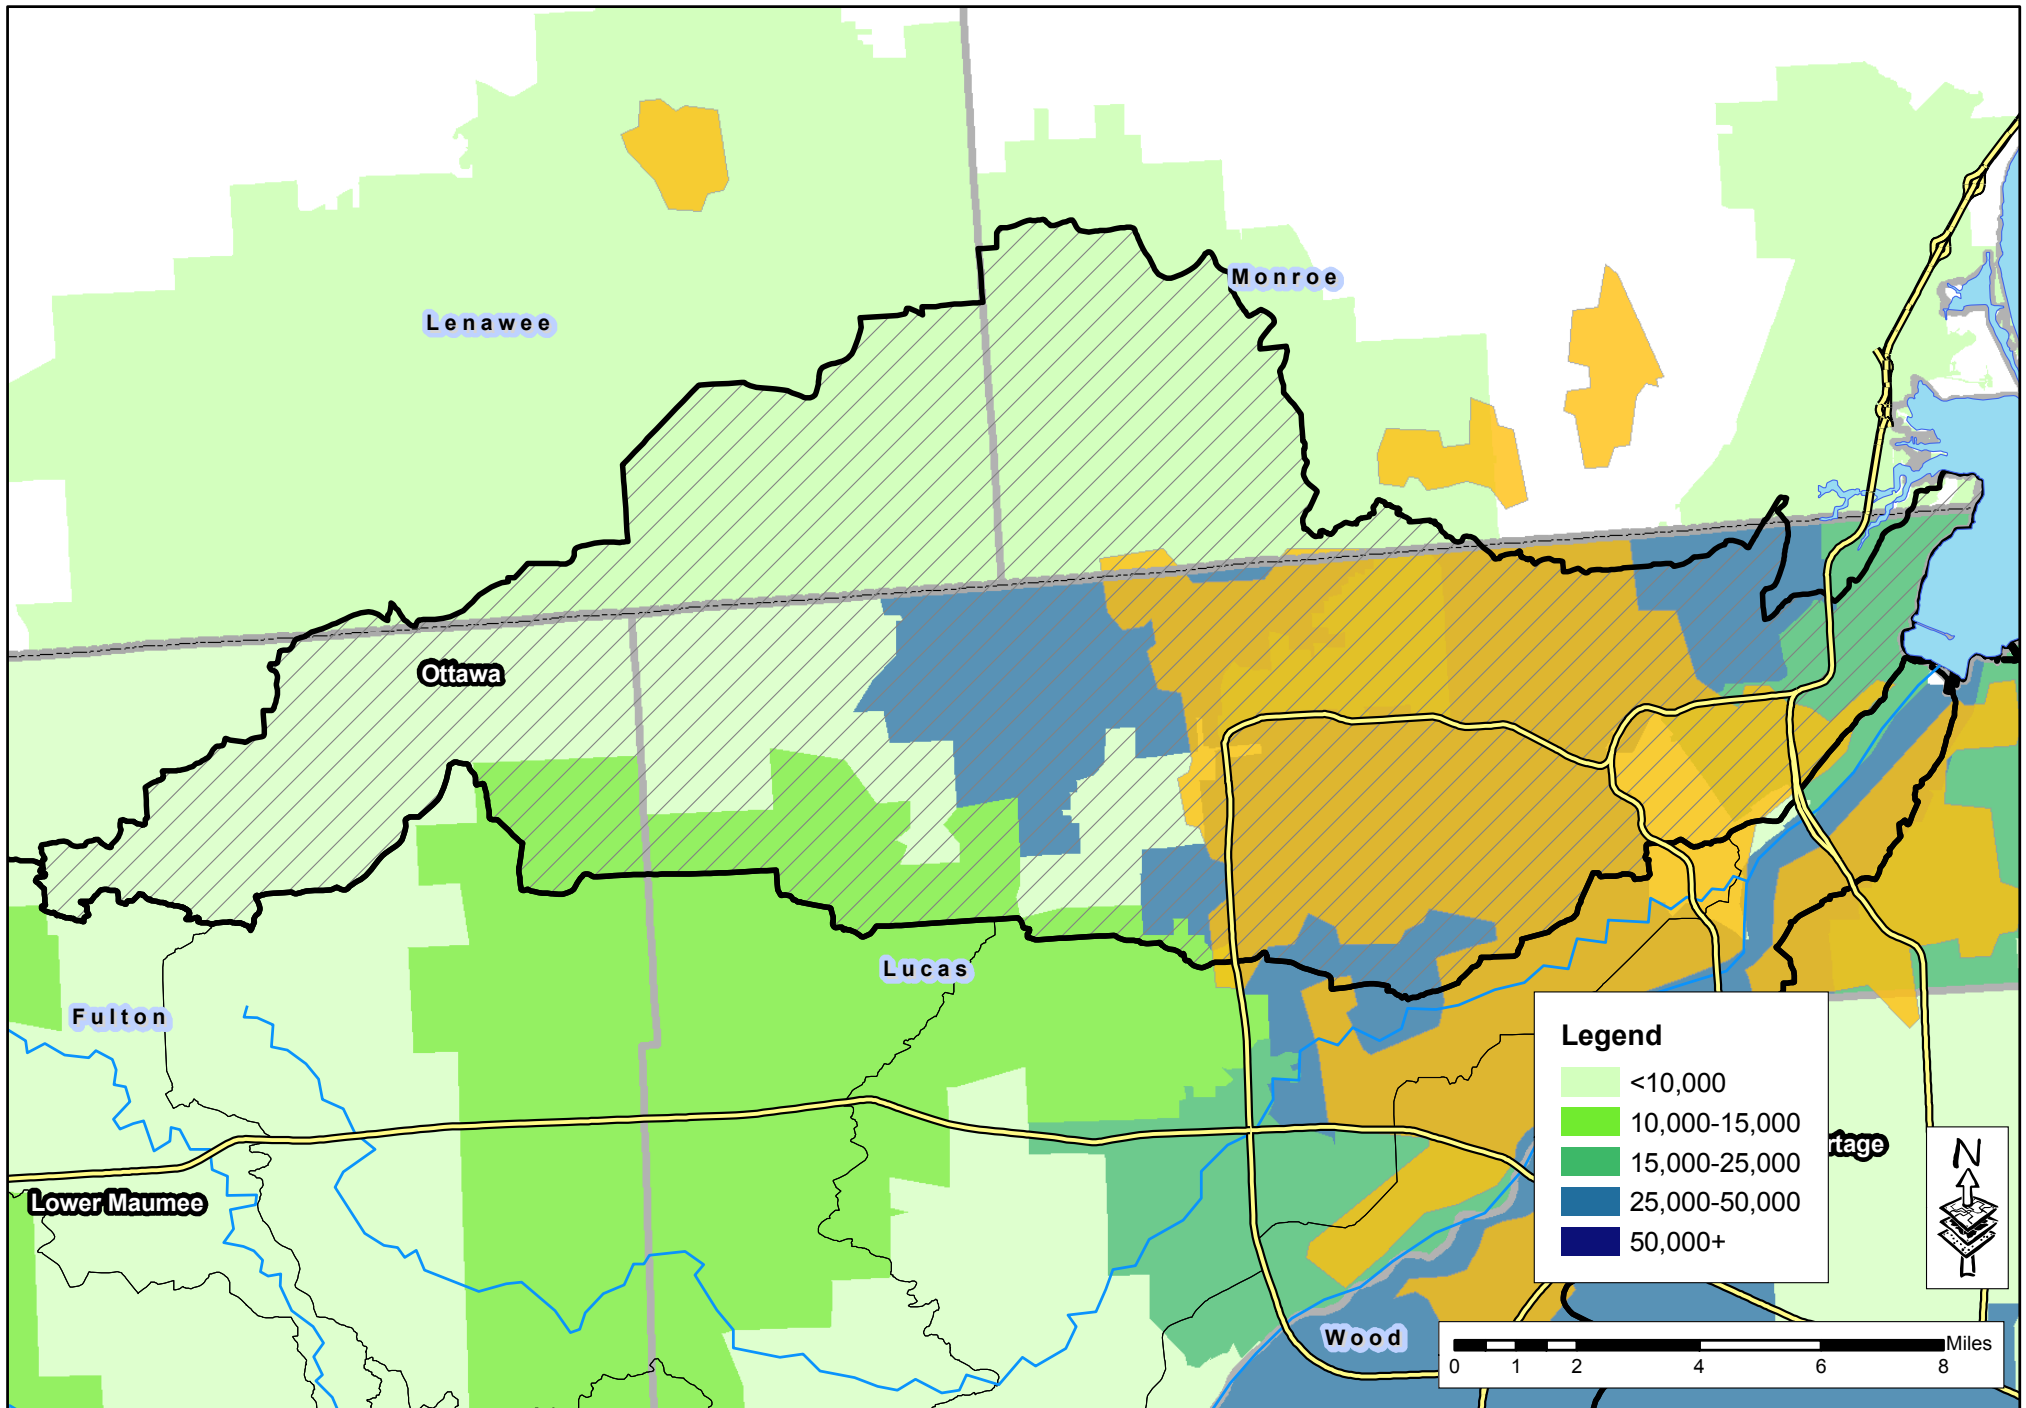 Monroe
Lenawee
Ottawa
Lucas
Fulton
Legend
<10,000
10,000-15,000
15,000-25,000
25,000-50,000
50,000+
rtage
N
Lower Maumee
Wood
Miles
0 1 2 4 6 8